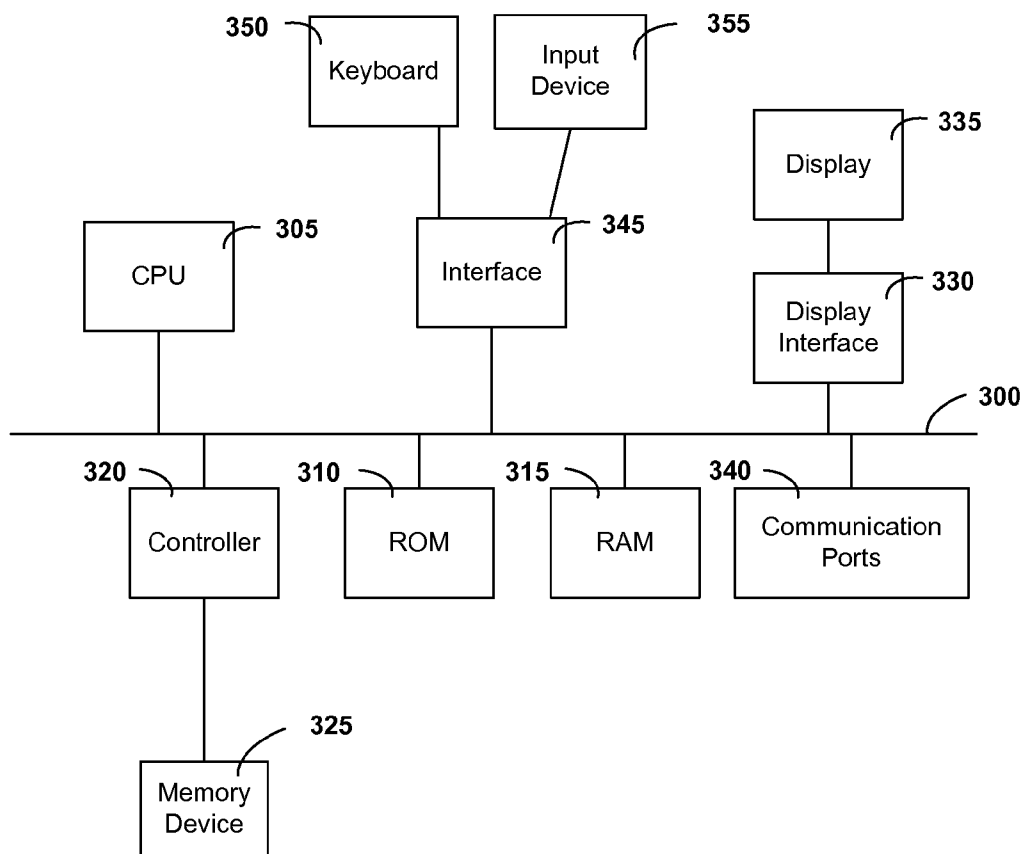 350
Keyboard
355
Input
Device
335
Display
305
CPU
345
Interface
330
Display
Interface
300
320
Controller
310
ROM
315
RAM
340
Communication
Ports
325
Memory
Device